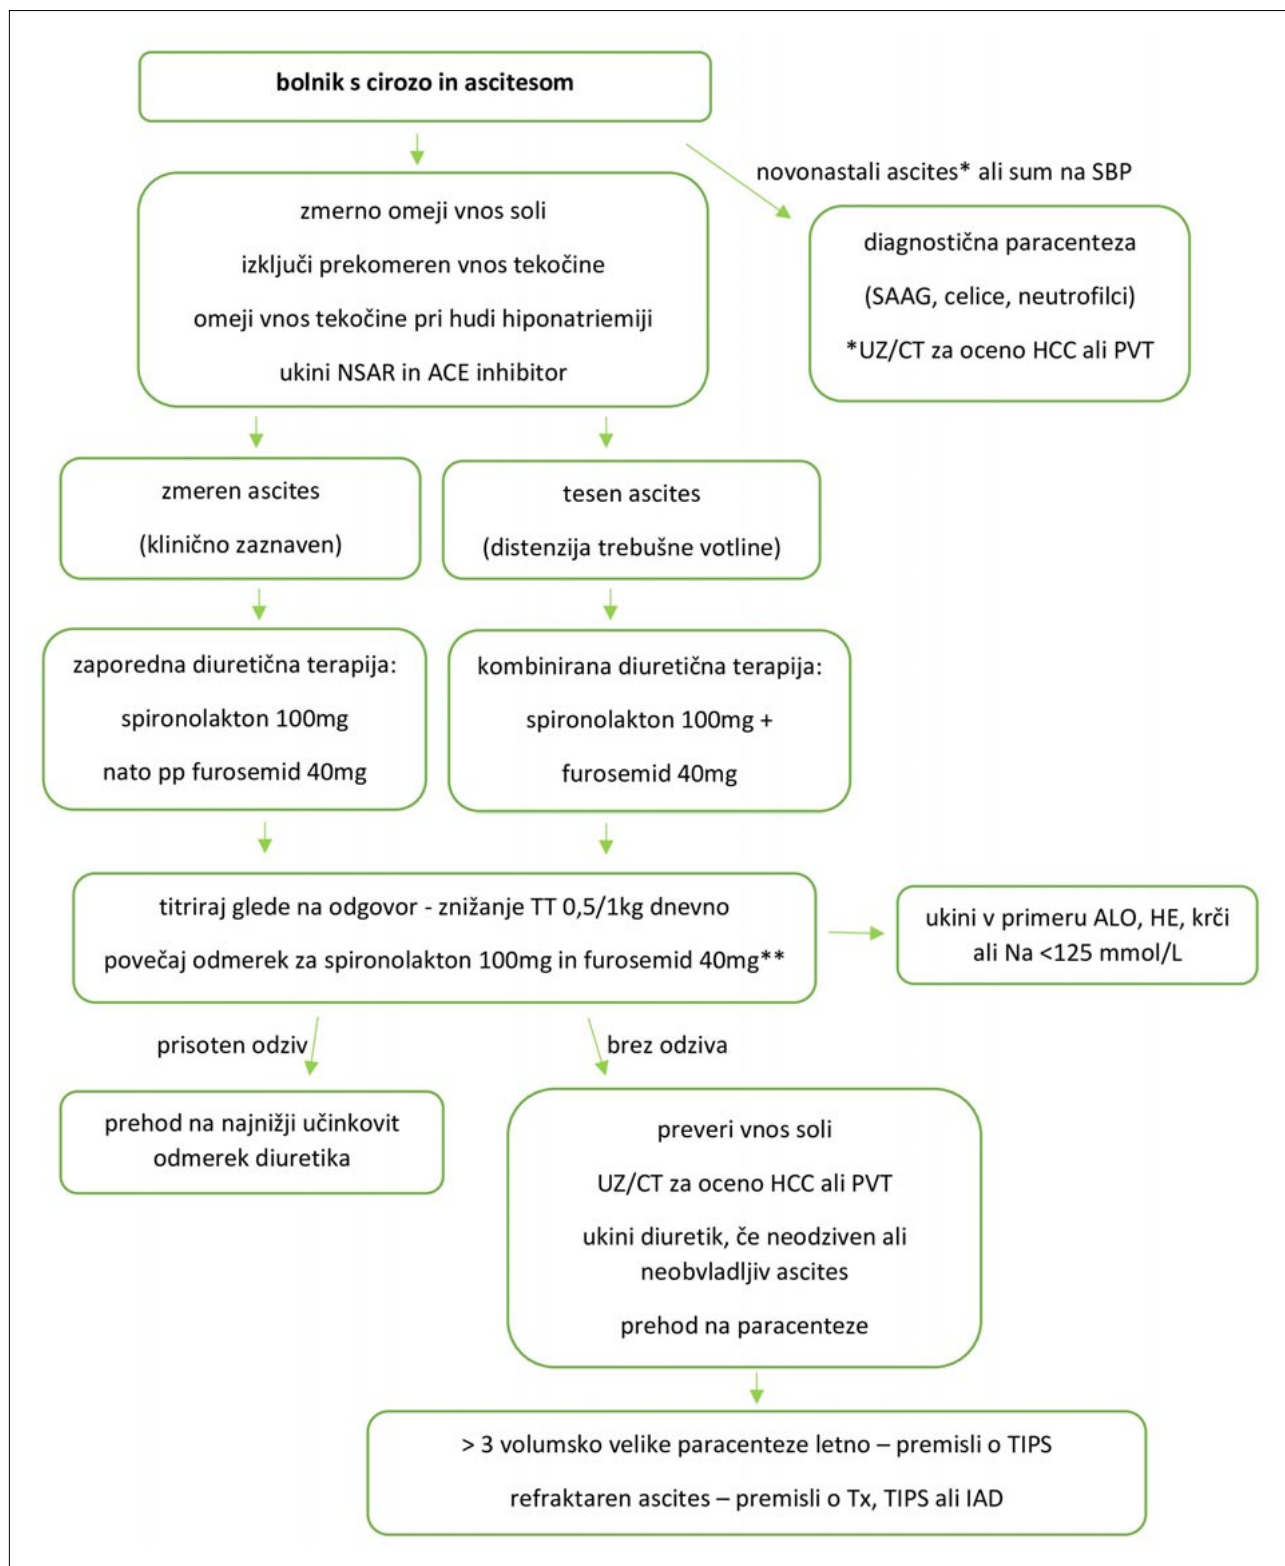 bolnik s cirozo in ascitesom
novonastali ascites* ali sum na SBP
zmerno omeji vnos soli
izključi prekomeren vnos tekočine
omeji vnos tekočine pri hudi hiponatriemiji
ukini NSAR in ACE inhibitor
diagnostična paracenteza
(SAAG, celice, neutrofilci)
*UZ/CT za oceno HCC ali PVT
zmeren ascites
(klinično zaznaven)
tesen ascites
(distenzija trebušne votline)
zaporedna diuretična terapija:
spironolakton 100mg
nato pp furosemid 40mg
kombinirana diuretična terapija:
spironolakton 100mg +
furosemid 40mg
titriraj glede na odgovor - znižanje TT 0,5/1kg dnevno
povečaj odmerek za spironolakton 100mg in furosemid 40mg**
ukini v primeru ALO, HE, krči
ali Na <125 mmol/L
prisoten odziv
brez odziva
prehod na najnižji učinkovit
odmerek diuretika
preveri vnos soli
UZ/CT za oceno HCC ali PVT
ukini diuretik, če neodziven ali
neobvladljiv ascites
prehod na paracenteze
> 3 volumsko velike paracenteze letno – premisli o TIPS
refraktaren ascites – premisli o Tx, TIPS ali IAD